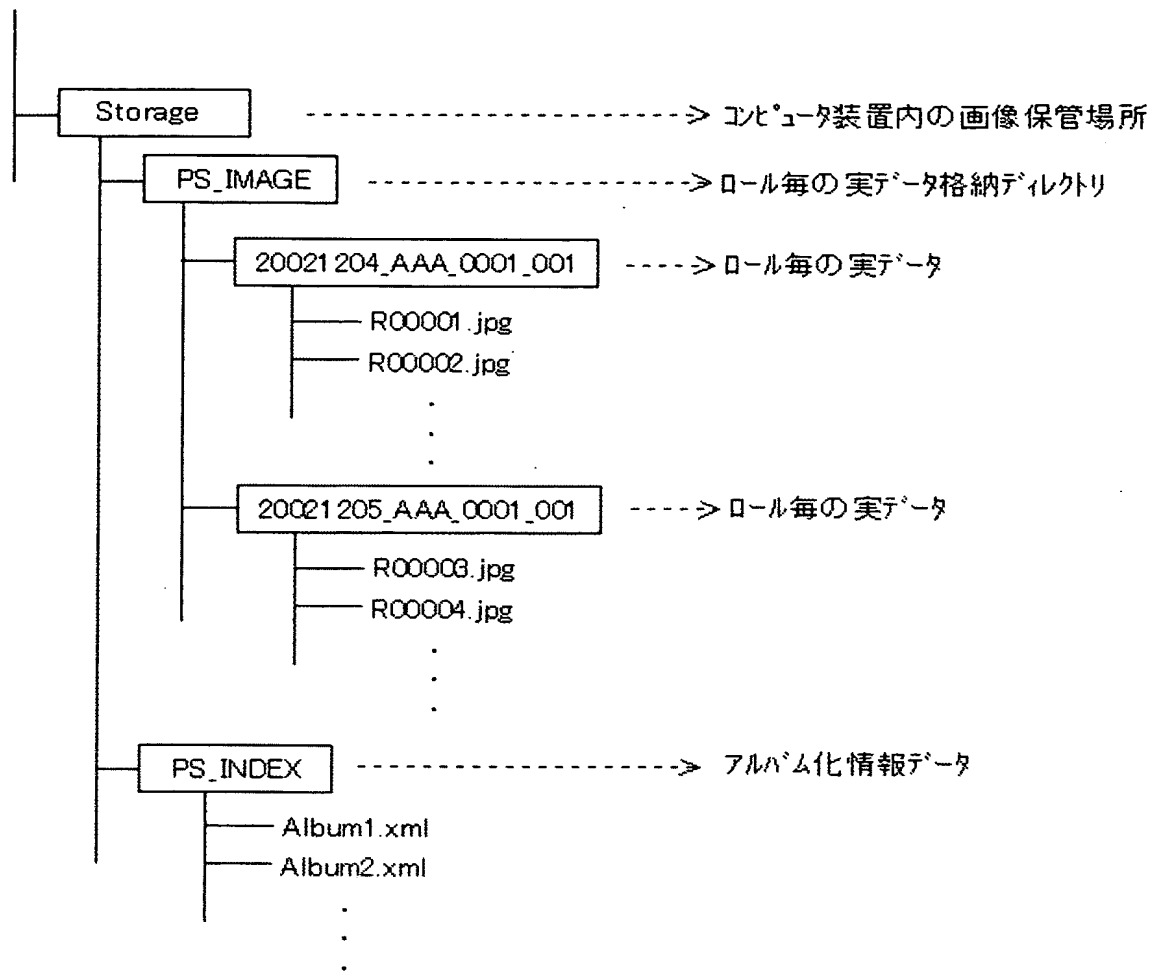 Storage -----> ｺﾝﾋﾟｭｰﾀ装置内の画像保管場所
PS_IMAGE -----> ﾛｰﾙ毎の実ﾃﾞｰﾀ格納ﾃﾞｨﾚｸﾄﾘ
20021204_AAA_0001_001 ----> ﾛｰﾙ毎の実ﾃﾞｰﾀ
R00001.jpg
R00002.jpg
20021205_AAA_0001_001 ----> ﾛｰﾙ毎の実ﾃﾞｰﾀ
R00003.jpg
R00004.jpg
PS_INDEX -----> ｱﾙﾊﾞﾑ化情報ﾃﾞｰﾀ
Album1.xml
Album2.xml